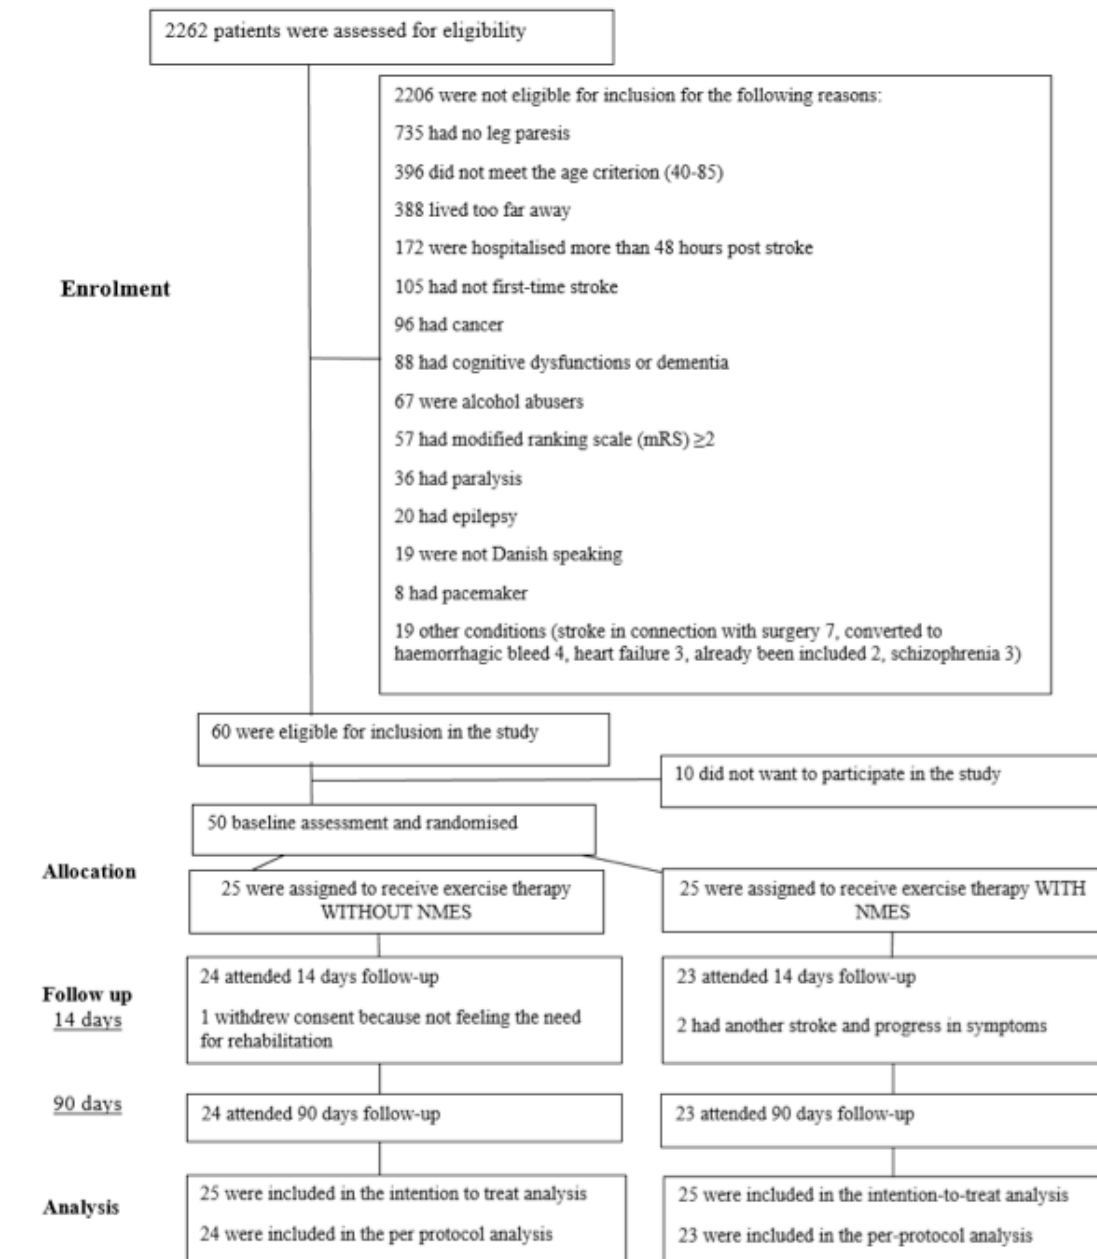 2262 patients were assessed for eligibility
2206 were not eligible for inclusion for the following reasons:
735 had no leg paresis
396 did not meet the age criterion (40-85)
388 lived too far away
172 were hospitalised more than 48 hours post stroke
Enrolment
105 had not first-time stroke
96 had cancer
88 had cognitive dysfunctions or dementia
67 were alcohol abusers
57 had modified ranking scale (mRS) ≥2
36 had paralysis
20 had epilepsy
19 were not Danish speaking
8 had pacemaker
19 other conditions (stroke in connection with surgery 7, converted to
haemorrhagic bleed 4, heart failure 3, already been included 2, schizophrenia 3)
60 were eligible for inclusion in the study
10 did not want to participate in the study
50 baseline assessment and randomised
Allocation
25 were assigned to receive exercise therapy
WITHOUT NMES
25 were assigned to receive exercise therapy WITH
NMES
Follow up
14 days
24 attended 14 days follow-up
1 withdrew consent because not feeling the need
for rehabilitation
23 attended 14 days follow-up
2 had another stroke and progress in symptoms
90 days
24 attended 90 days follow-up
23 attended 90 days follow-up
Analysis
25 were included in the intention to treat analysis
24 were included in the per protocol analysis
25 were included in the intention-to-treat analysis
23 were included in the per-protocol analysis